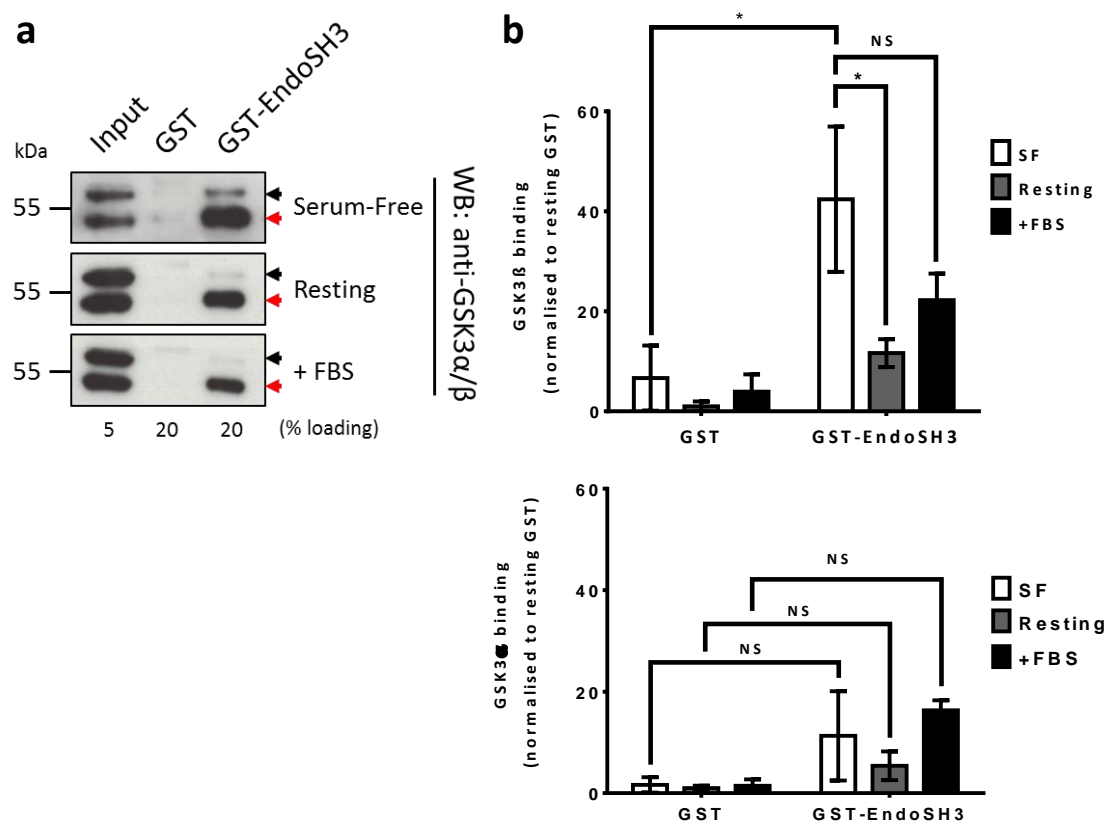 a
Input
GST
GST-EndoSH3
kDa
55
Serum-Free
55
Resting
55
+ FBS
5 20 20 (% loading)
WB: anti-GSK3α/β
b
*
NS
*
GSK3ß binding
(normalised to resting GST)
60
40
20
0
GST GST-EndoSH3
SF
Resting
+FBS
GSK3α binding
(normalised to resting GST)
60
40
20
0
NS
NS
NS
GST GST-EndoSH3
SF
Resting
+FBS